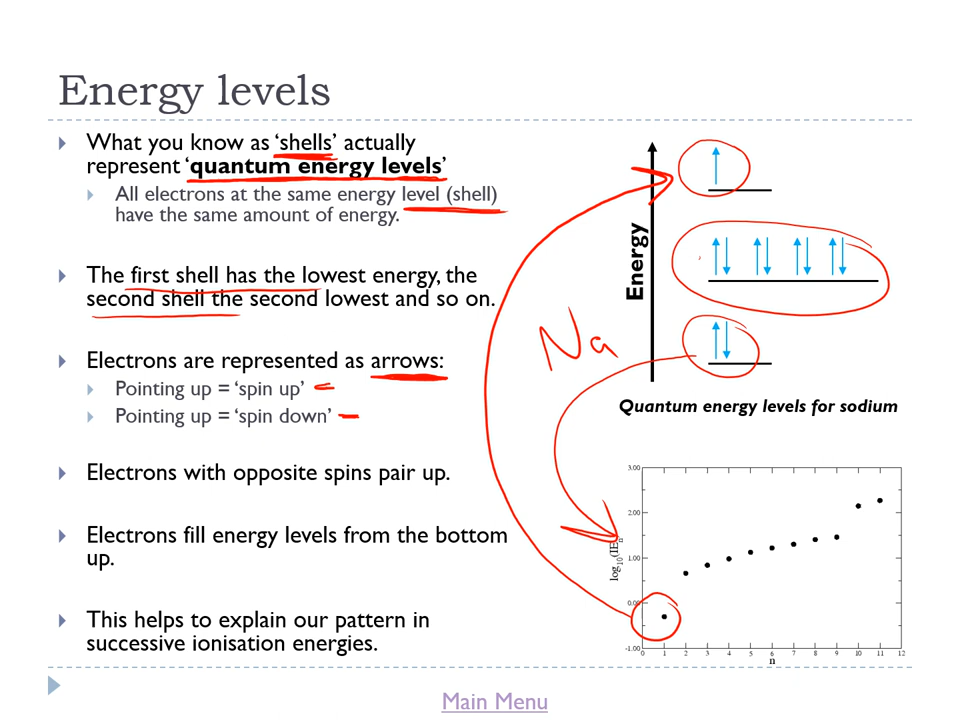 Energy levels
What you know as ‘shells’ actually
represent ‘quantum energy levels’
All electrons at the same energy level (shell)
have the same amount of energy.
The first shell has the lowest energy, the
second shell the second lowest and so on.
Electrons are represented as arrows:
Pointing up = ‘spin up’
Pointing up = ‘spin down’
Electrons with opposite spins pair up.
Electrons fill energy levels from the bottom
up.
This helps to explain our pattern in
successive ionisation energies.
Energy
Na
Quantum energy levels for sodium
3.00
2.00
1.00
0.00
-1.00
log10(IE)n
0 1 2 3 4 5 6 7 8 9 10 11 12
n
Main Menu